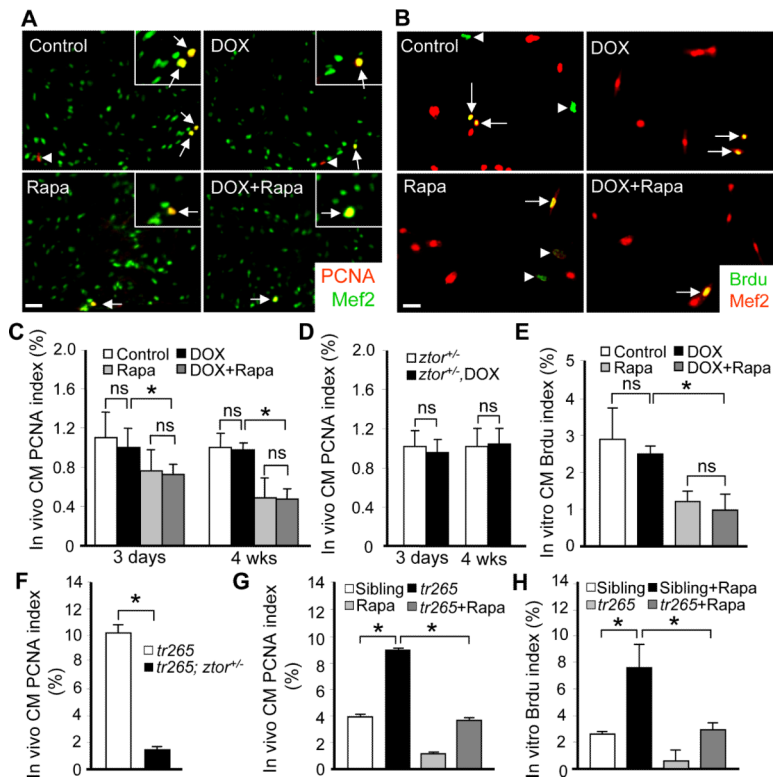 A
Control
DOX
Rapa
DOX+Rapa
PCNA
Mef2
B
Control
DOX
Rapa
DOX+Rapa
Brdu
Mef2
C
In vivo CM PCNA index (%)
2.0
1.6
1.2
0.8
0.4
0
Control
DOX
Rapa
DOX+Rapa
ns
*
ns
ns
*
ns
3 days
4 wks
D
In vivo CM PCNA index (%)
2.0
1.6
1.2
0.8
0.4
0
ztor+/-
ztor+/-,DOX
ns
ns
3 days
4 wks
E
In vitro CM Brdu index (%)
5
4
3
2
1
0
Control
DOX
Rapa
DOX+Rapa
ns
*
ns
F
In vivo CM PCNA index (%)
14
12
10
8
6
4
2
0
*
tr265
tr265; ztor+/-
G
In vivo CM PCNA index (%)
14
12
10
8
6
4
2
0
Sibling
tr265
Rapa
tr265+Rapa
*
*
H
In vitro Brdu index (%)
14
12
10
8
6
4
2
0
Sibling
Sibling+Rapa
tr265
tr265+Rapa
*
*